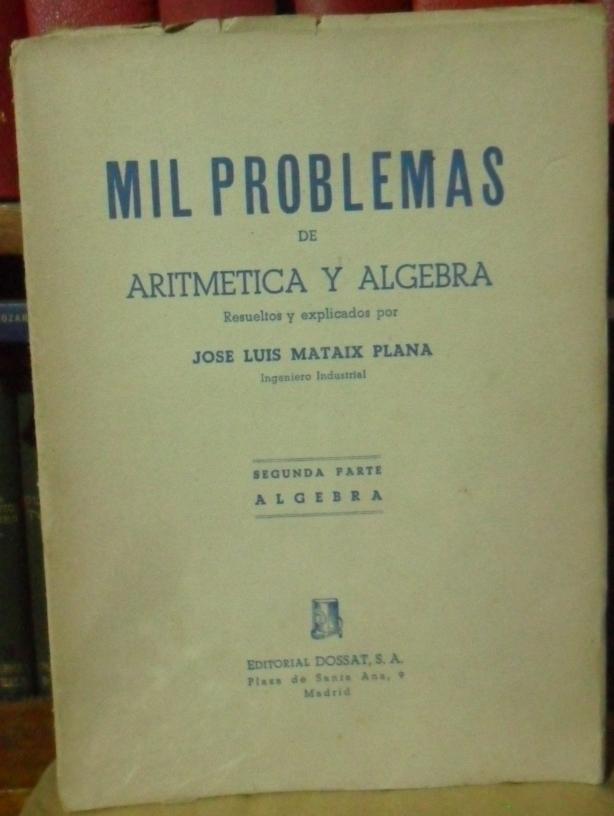 MIL PROBLEMAS
DE
ARITMETICA Y ALGEBRA
Resueltos y explicados por
JOSE LUIS MATAIX PLANA
Ingeniero Industrial
SEGUNDA PARTE
ALGEBRA
EDITORIAL DOSSAT, S. A.
Plaza de Santa Ana, 9
Madrid